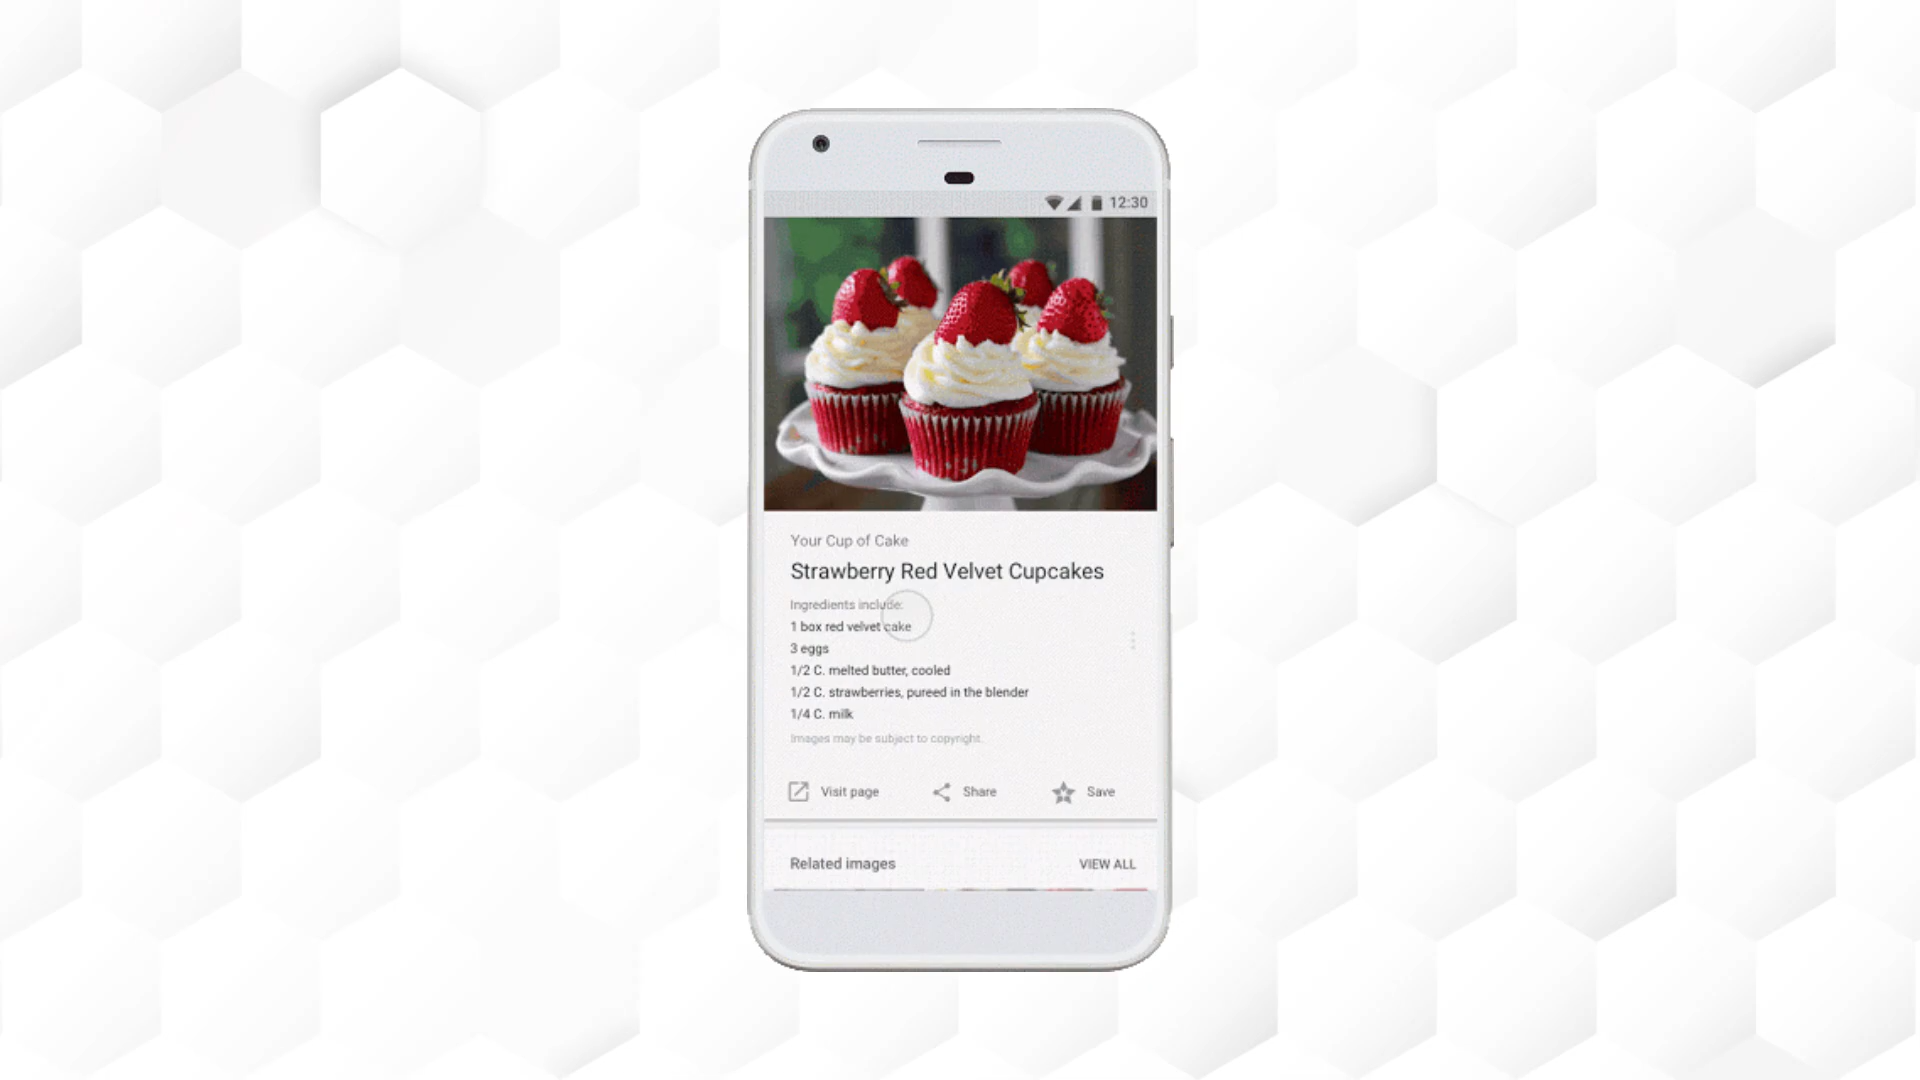 12:30
Your Cup of Cake
Strawberry Red Velvet Cupcakes
Ingredients include:
1 box red velvet cake
3 eggs
1/2 C. melted butter, cooled
1/2 C. strawberries, pureed in the blender
1/4 C. milk
Images may be subject to copyright.
Visit page Share Save
Related images VIEW ALL